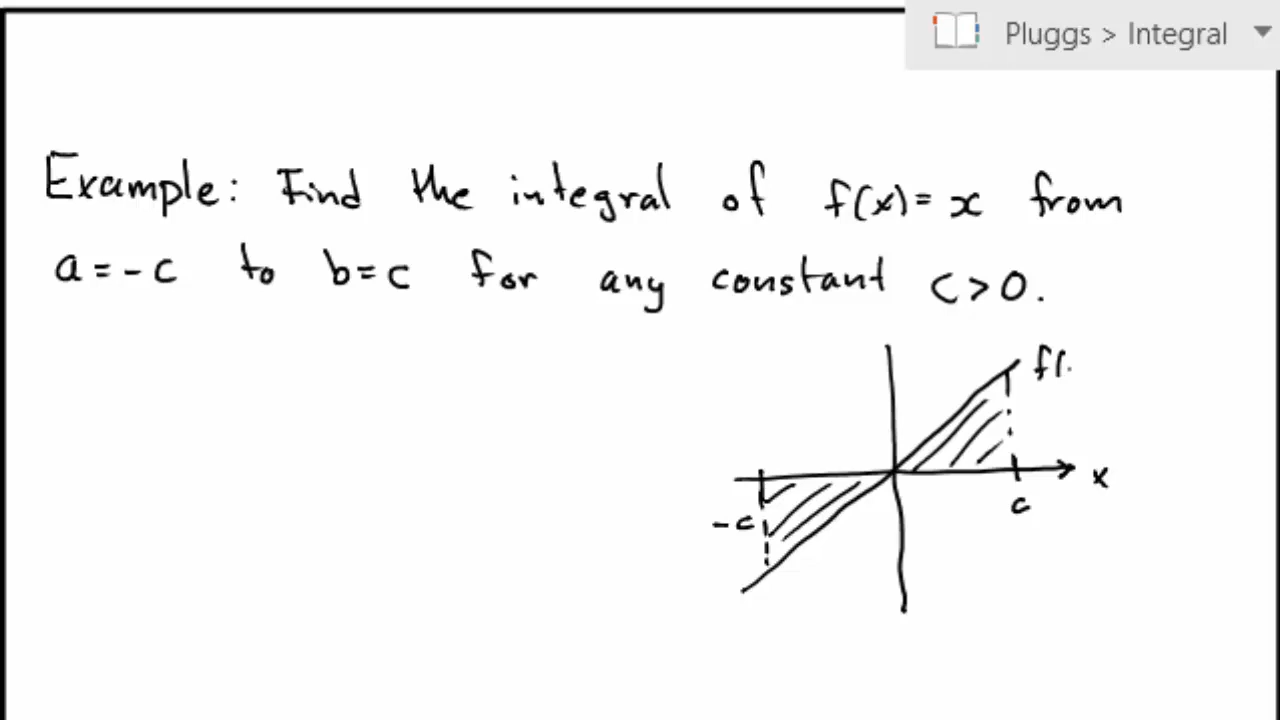 Pluggs > Integral
Example: Find the integral of f(x)= x from
a=-c to b=c for any constant c>0.
f(
x
c
-c